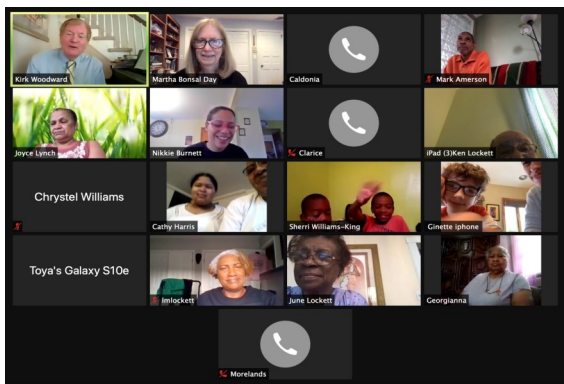 Kirk Woodward
Martha Bonsal Day
Caldonia
Mark Amerson
Joyce Lynch
Nikkie Burnett
Clarice
iPad (3)Ken Lockett
Chrystel Williams
Cathy Harris
Sherri Williams-King
Ginette iphone
Toya's Galaxy S10e
lmlockett
June Lockett
Georgianna
Morelands